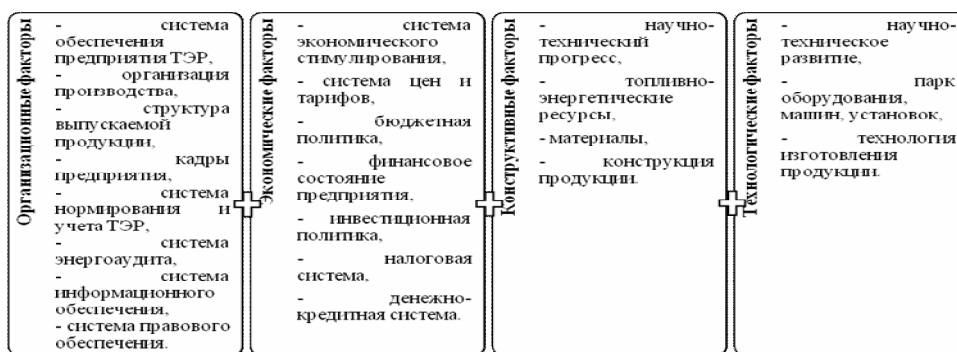 Организационные факторы
- система
обеспечения
предприятия ТЭР,
- организация
производства,
- структура
выпускаемой
продукции,
- кадры
предприятия,
- система
нормирования и
учета ТЭР,
- система
энергоаудита,
- система
информационного
обеспечения,
- система правового
обеспечения.
Экономические факторы
- система
экономического
стимулирования,
- система цен и
тарифов,
- бюджетная
политика,
- финансовое
состояние
предприятия,
- инвестиционная
политика,
- налоговая
система,
- денежно-
кредитная система.
Конструктивные факторы
- научно-
технический
прогресс,
- топливно-
энергетические
ресурсы,
- материалы,
- конструкция
продукции.
Технологические факторы
- научно-
техническое
развитие,
- парк
оборудования,
машин, установок,
- технология
изготовления
продукции.